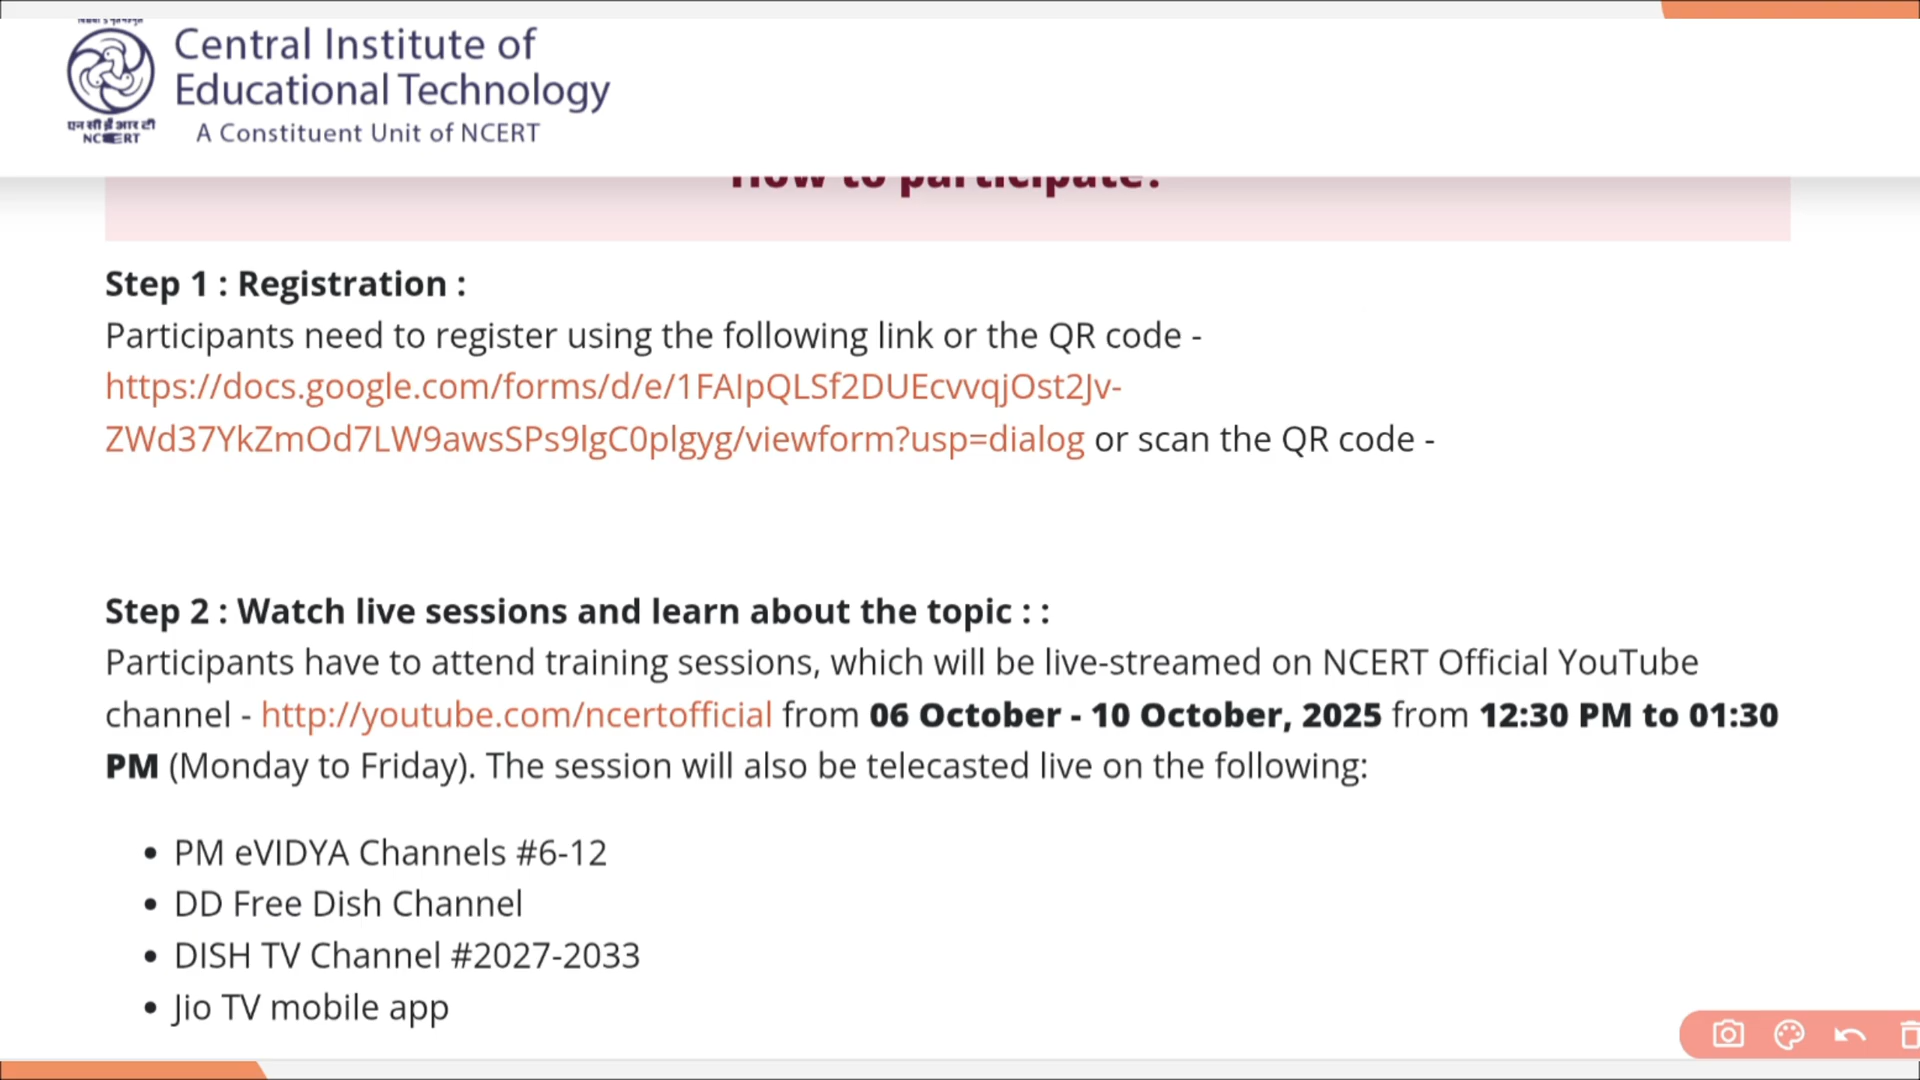 Central Institute of
Educational Technology
A Constituent Unit of NCERT
एन सी ई आर टी
NCERT
How to participate?
Step 1 : Registration :
Participants need to register using the following link or the QR code -
https://docs.google.com/forms/d/e/1FAIpQLSf2DUEcvvqjOst2Jv-
ZWd37YkZmOd7LW9awsSPs9lgC0plgyg/viewform?usp=dialog or scan the QR code -
Step 2 : Watch live sessions and learn about the topic : :
Participants have to attend training sessions, which will be live-streamed on NCERT Official YouTube
channel - http://youtube.com/ncertofficial from 06 October - 10 October, 2025 from 12:30 PM to 01:30
PM (Monday to Friday). The session will also be telecasted live on the following:
• PM eVIDYA Channels #6-12
• DD Free Dish Channel
• DISH TV Channel #2027-2033
• Jio TV mobile app